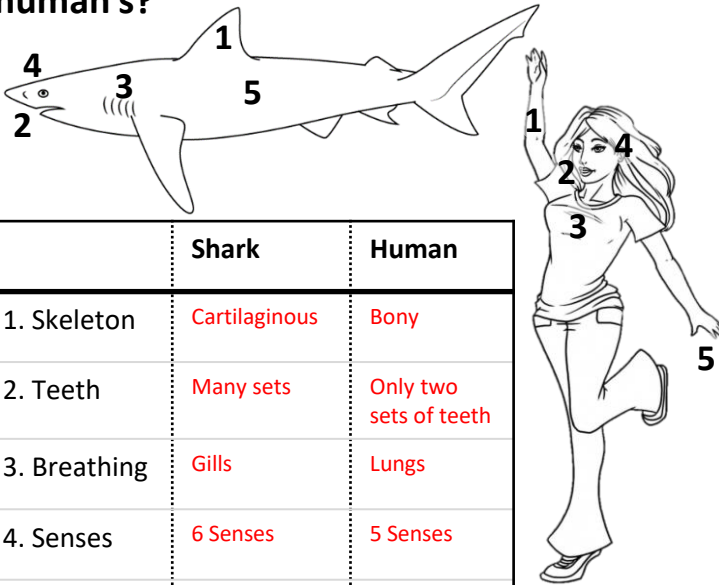 human's?
4
1
3
5
2
1
4
2
3
5
Shark Human
1. Skeleton Cartilaginous Bony
2. Teeth Many sets Only two
sets of teeth
3. Breathing Gills Lungs
4. Senses 6 Senses 5 Senses